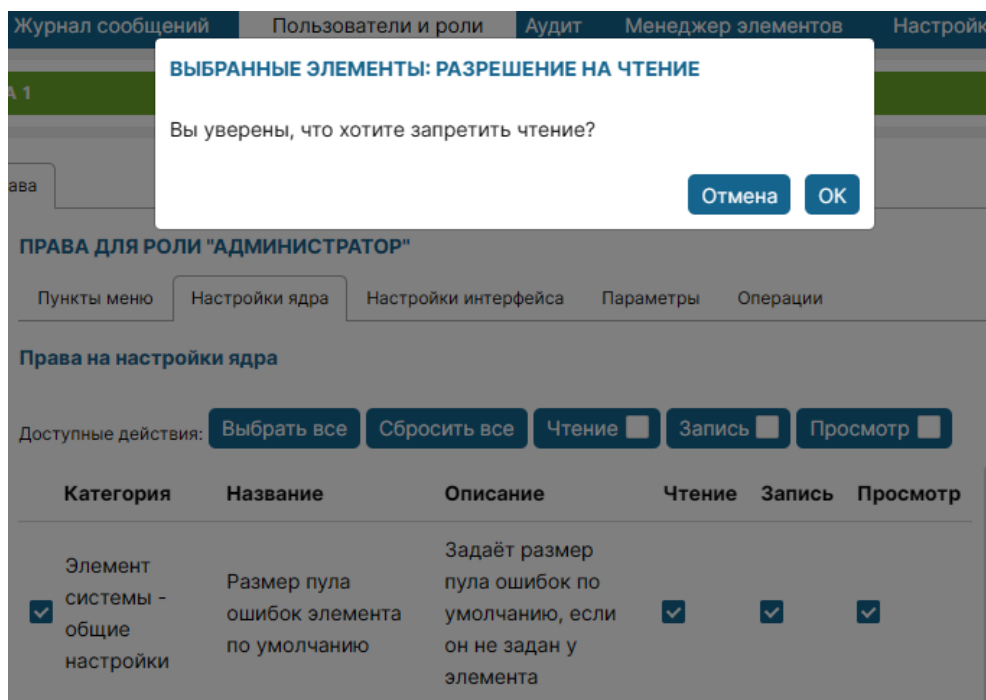 Журнал сообщений Пользователи и роли Аудит Менеджер элементов Настройк
ВЫБРАННЫЕ ЭЛЕМЕНТЫ: РАЗРЕШЕНИЕ НА ЧТЕНИЕ
А 1
Вы уверены, что хотите запретить чтение?
ава
Отмена ОК
ПРАВА ДЛЯ РОЛИ "АДМИНИСТРАТОР"
Пункты меню Настройки ядра Настройки интерфейса Параметры Операции
Права на настройки ядра
Доступные действия: Выбрать все Сбросить все Чтение Запись Просмотр
Категория Название Описание Чтение Запись Просмотр
Элемент
системы -
общие
настройки
Размер пула
ошибок элемента
по умолчанию
Задаёт размер
пула ошибок по
умолчанию, если
он не задан у
элемента